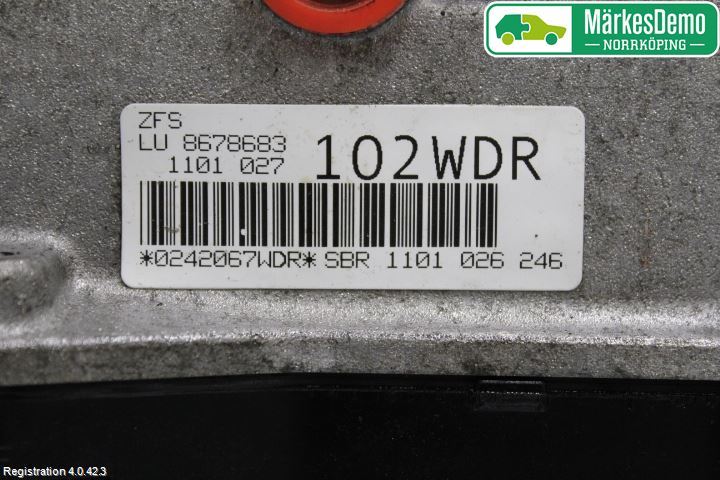 MärkesDemo
NORRKÖPING
ZFS
LU 8678683
1101 027
102WDR
*0242067WDR* SBR 1101 026 246
Registration 4.0.42.3